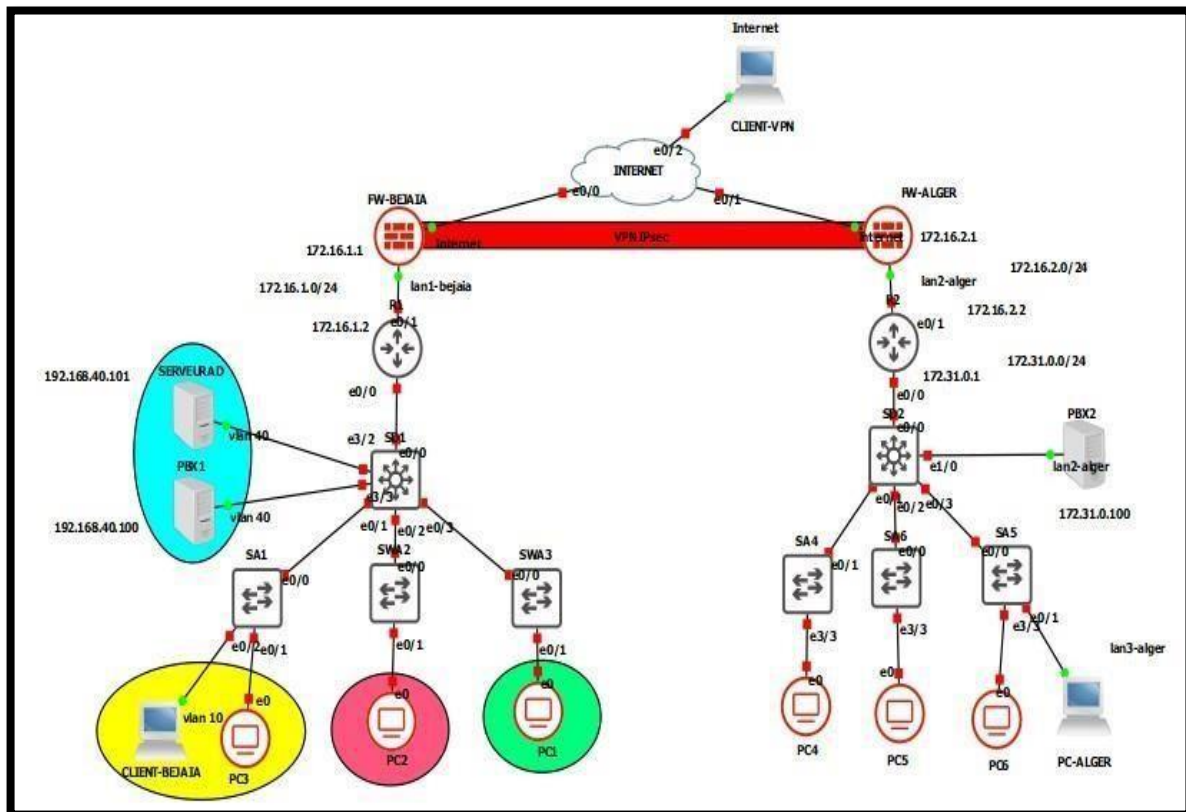 Internet
CLIENT-VPN
e0/2
INTERNET
e0/0
e0/1
FW-BEJAIA
FW-ALGER
VPN IPsec
Internet
Internet
172.16.1.1
172.16.2.1
172.16.1.0/24
lan1-bejaia
lan2-alger
172.16.2.0/24
R1
R2
172.16.1.2
e0/1
e0/1
172.16.2.2
192.168.40.101
SERVEURAD
e0/0
172.31.0.1
172.31.0.0/24
e0/0
vlan 40
e3/2
SD1
e0/0
SD2
e0/0
PBX2
PBX1
e3/3
e1/0
lan2-alger
192.168.40.100
vlan 40
e0/1
e0/2
e0/3
e0/1
e0/2
e0/3
172.31.0.100
SA1
e0/0
SWA2
e0/0
SWA3
e0/0
SA4
e0/1
SA6
e0/0
SA5
e0/0
e0/2
e0/1
e0/1
e0/1
e3/3
e3/3
e3/3
e0/1
lan3-alger
vlan 10
e0
e0
e0
e0
e0
e0
CLIENT-BEJAIA
PC3
PC2
PC1
PC4
PC5
PC6
PC-ALGER